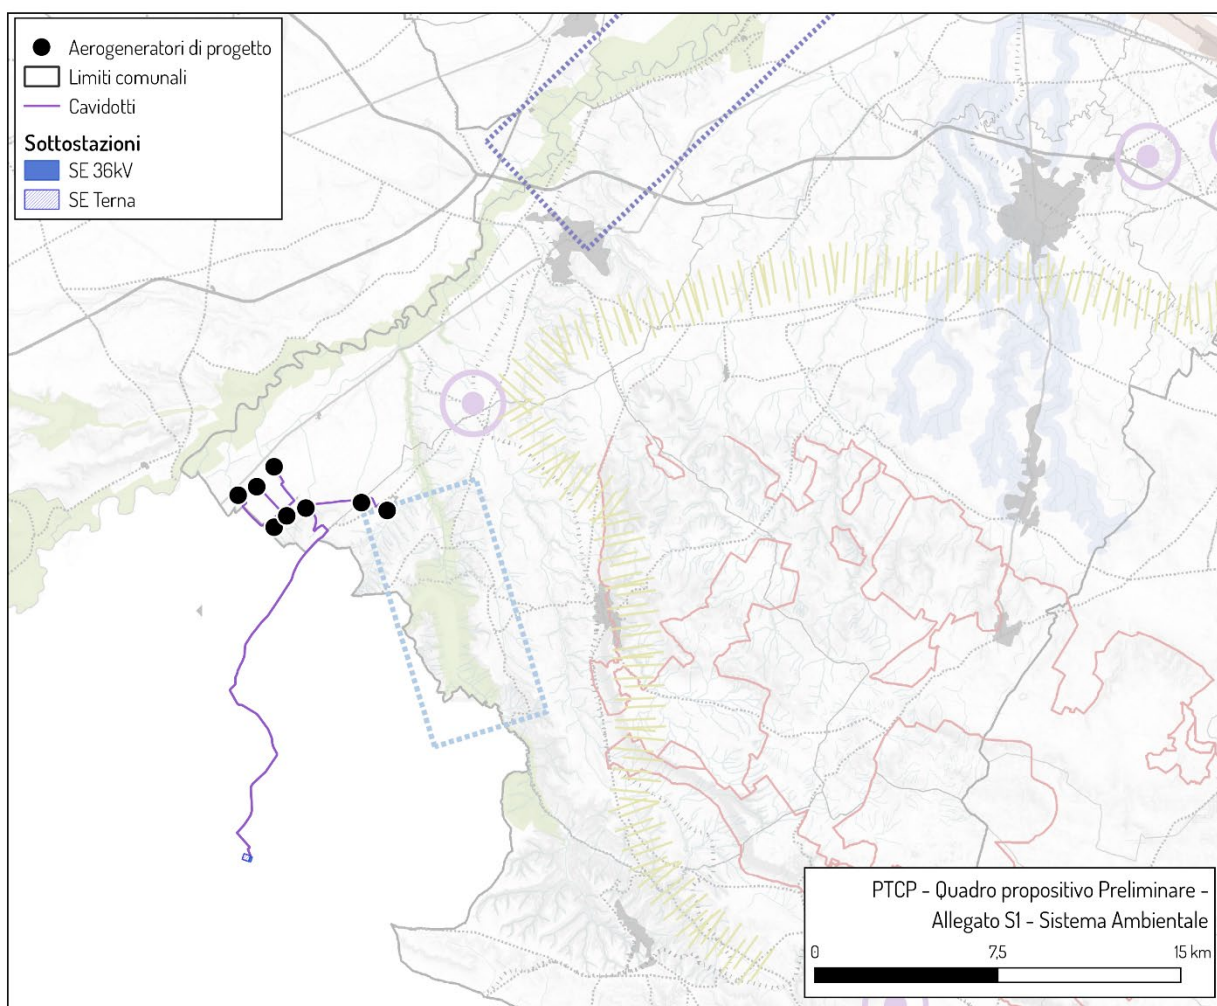 Aerogeneratori di progetto
Limiti comunali
Cavidotti
Sottostazioni
SE 36kV
SE Terna
PTCP - Quadro propositivo Preliminare -
Allegato S1 - Sistema Ambientale
0 7,5 15 km